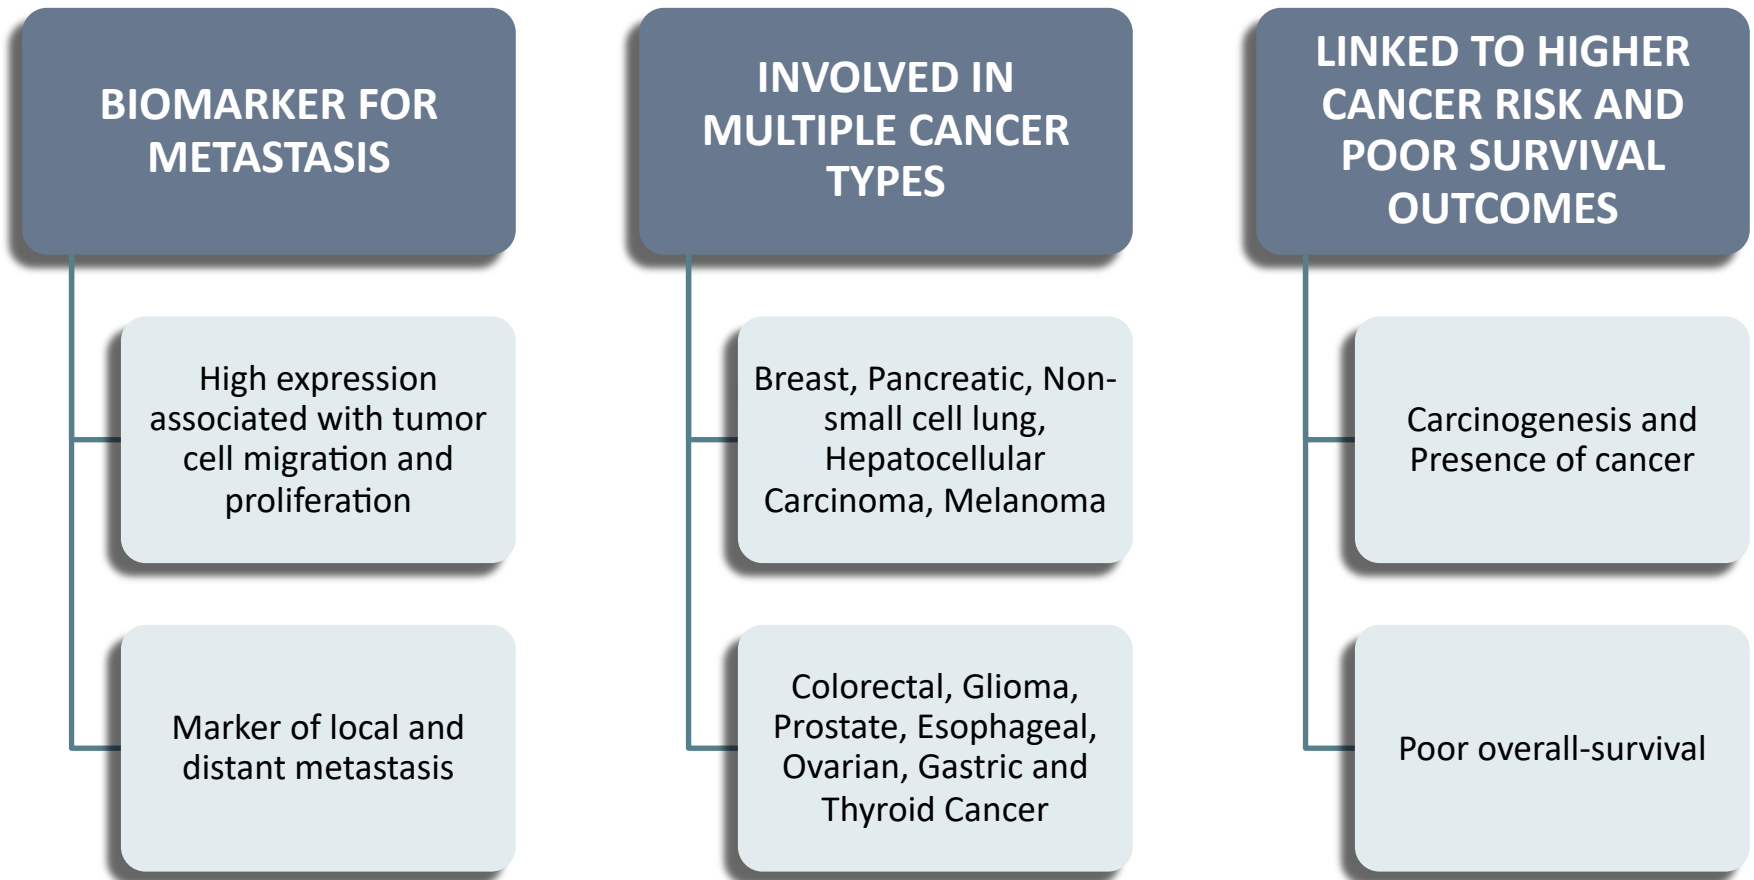 BIOMARKER FOR
METASTASIS
High expression
associated with tumor
cell migration and
proliferation
Marker of local and
distant metastasis
INVOLVED IN
MULTIPLE CANCER
TYPES
Breast, Pancreatic, Non-
small cell lung,
Hepatocellular
Carcinoma, Melanoma
Colorectal, Glioma,
Prostate, Esophageal,
Ovarian, Gastric and
Thyroid Cancer
LINKED TO HIGHER
CANCER RISK AND
POOR SURVIVAL
OUTCOMES
Carcinogenesis and
Presence of cancer
Poor overall-survival